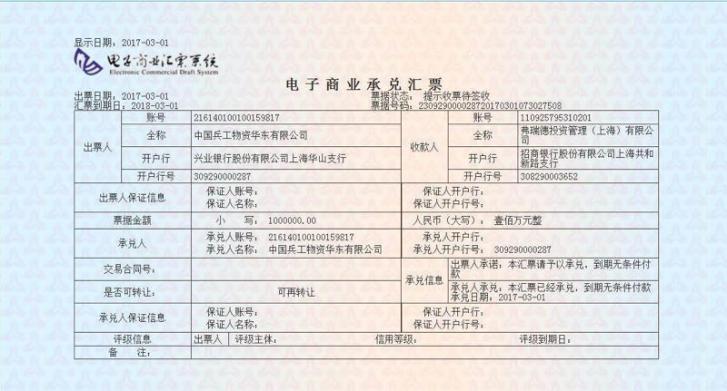 显示日期: 2017-03-01
电子商业汇票系统
Electronic Commercial Draft System
电子商业承兑汇票
出票日期: 2017-03-01 票据状态: 提示收票待签收
汇票到期日: 2018-03-01 票据号码: 230929000028720170301073027508
出票人 账号 216140100100159817 收款人 账号 110925795310201
全称 中国兵工物资华东有限公司 全称 弗瑞德投资管理（上海）有限公司
开户行 兴业银行股份有限公司上海华山支行 开户行 招商银行股份有限公司上海共和新路支行
开户行号 309290000287 开户行号 308290003652
出票人保证信息 保证人账号: 保证人开户行:
保证人名称: 保证人开户行号:
票据金额 小 写: 1000000.00 人民币（大写）: 壹佰万元整
承兑人 承兑人账号: 216140100100159817 承兑人开户行:
承兑人名称: 中国兵工物资华东有限公司 承兑人开户行号: 309290000287
交易合同号: 承兑信息 出票人承诺: 本汇票请予以承兑, 到期无条件付款
是否可转让: 可再转让 承兑人承兑: 本汇票已经承兑, 到期无条件付款
承兑日期: 2017-03-01
承兑人保证信息 保证人账号: 保证人开户行:
保证人名称: 保证人开户行号:
评级信息 出票人 评级主体: 信用等级: 评级到期日:
备 注: